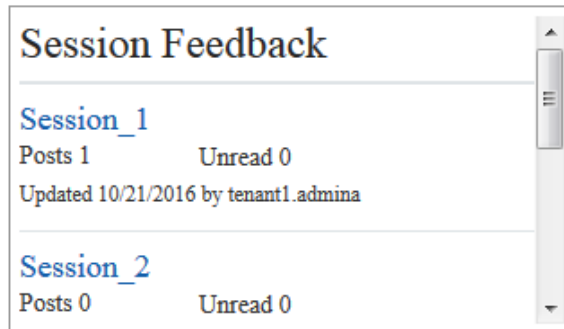 Session Feedback
Session_1
Posts 1 Unread 0
Updated 10/21/2016 by tenant1.admina
Session_2
Posts 0 Unread 0